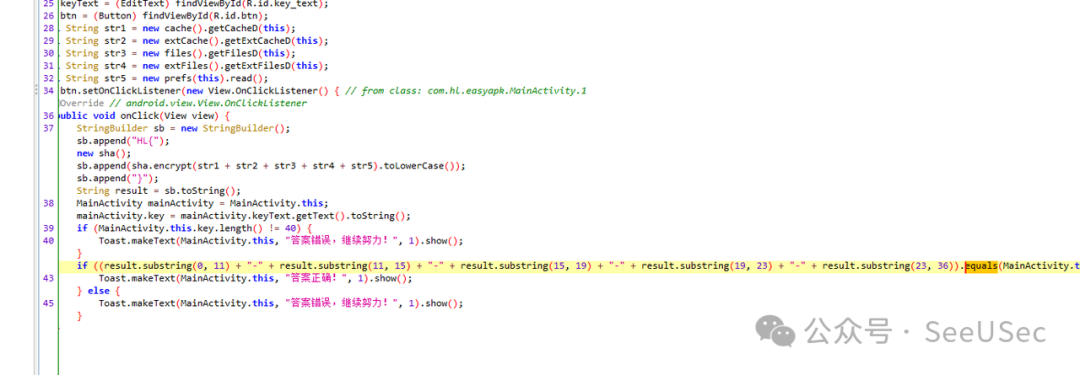 25 keyText = (EditText) findViewById(R.id.key_text);
26 btn = (Button) findViewById(R.id.btn);
28 String str1 = new cache().getCacheD(this);
29 String str2 = new extCache().getExtCacheD(this);
30 String str3 = new files().getFilesD(this);
31 String str4 = new extFiles().getExtFilesD(this);
32 String str5 = new prefs(this).read();
34 btn.setOnClickListener(new View.OnClickListener() { // from class: com.hl.easyapk.MainActivity.1
Override // android.view.View.OnClickListener
36 public void onClick(View view) {
37 StringBuilder sb = new StringBuilder();
sb.append("HL{");
new sha();
sb.append(sha.encrypt(str1 + str2 + str3 + str4 + str5).toLowerCase());
sb.append("}");
String result = sb.toString();
38 MainActivity mainActivity = MainActivity.this;
mainActivity.key = mainActivity.keyText.getText().toString();
39 if (MainActivity.this.key.length() != 40) {
40 Toast.makeText(MainActivity.this, "答案错误，继续努力！", 1).show();
}
if ((result.substring(0, 11) + "-" + result.substring(11, 15) + "-" + result.substring(15, 19) + "-" + result.substring(19, 23) + "-" + result.substring(23, 36)).equals(MainActivity.t
43 Toast.makeText(MainActivity.this, "答案正确！", 1).show();
} else {
45 Toast.makeText(MainActivity.this, "答案错误，继续努力！", 1).show();
}
公众号 · SeeUSec